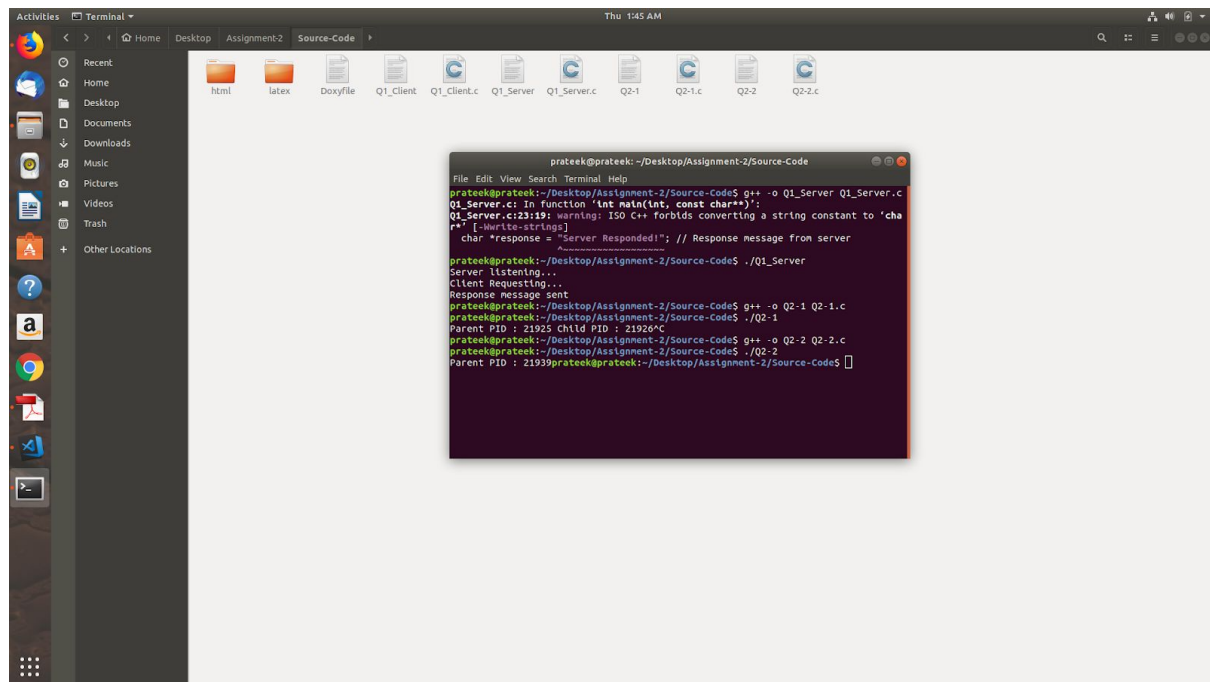 Activities Terminal Thu 1:45 AM
Home Desktop Assignment-2 Source-Code
Recent
Home
Desktop
Documents
Downloads
Music
Pictures
Videos
Trash
+ Other Locations
html latex Doxyfile Q1_Client Q1_Client.c Q1_Server Q1_Server.c Q2-1 Q2-1.c Q2-2 Q2-2.c
prateek@prateek: ~/Desktop/Assignment-2/Source-Code
File Edit View Search Terminal Help
prateek@prateek:~/Desktop/Assignment-2/Source-Code$ g++ -o Q1_Server Q1_Server.c
Q1_Server.c: In function ‘int main(int, const char**)’:
Q1_Server.c:23:19: warning: ISO C++ forbids converting a string constant to ‘cha
r*’ [-Wwrite-strings]
char *response = "Server Responded!"; // Response message from server
^~~~~~~~~~~~~~~~~~~
prateek@prateek:~/Desktop/Assignment-2/Source-Code$ ./Q1_Server
Server listening...
Client Requesting...
Response message sent
prateek@prateek:~/Desktop/Assignment-2/Source-Code$ g++ -o Q2-1 Q2-1.c
prateek@prateek:~/Desktop/Assignment-2/Source-Code$ ./Q2-1
Parent PID : 21925 Child PID : 21926^C
prateek@prateek:~/Desktop/Assignment-2/Source-Code$ g++ -o Q2-2 Q2-2.c
prateek@prateek:~/Desktop/Assignment-2/Source-Code$ ./Q2-2
Parent PID : 21939prateek@prateek:~/Desktop/Assignment-2/Source-Code$